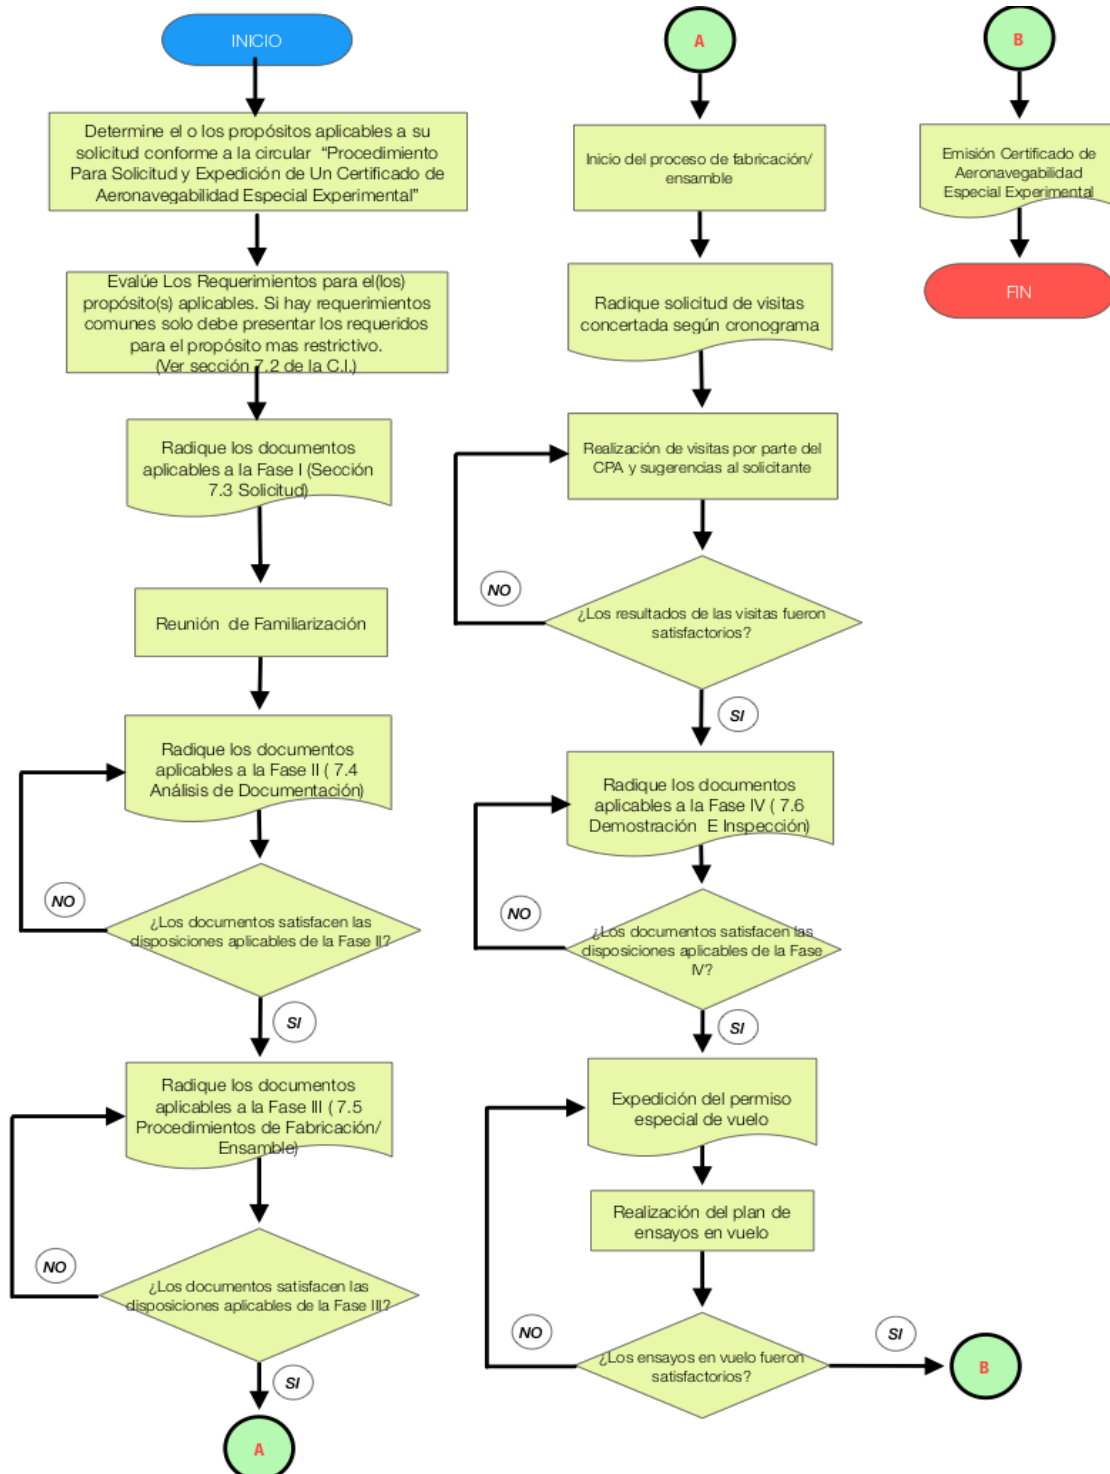 INICIO
Determine el o los propósitos aplicables a su
solicitud conforme a la circular “Procedimiento
Para Solicitud y Expedición de Un Certificado de
Aeronavegabilidad Especial Experimental”
Evalúe Los Requerimientos para el(los)
propósito(s) aplicables. Si hay requerimientos
comunes solo debe presentar los requeridos
para el propósito mas restrictivo.
(Ver sección 7.2 de la C.I.)
Radique los documentos
aplicables a la Fase I (Sección
7.3 Solicitud)
Reunión de Familiarización
Radique los documentos
aplicables a la Fase II ( 7.4
Análisis de Documentación)
NO
¿Los documentos satisfacen las
disposiciones aplicables de la Fase II?
SI
Radique los documentos
aplicables a la Fase III ( 7.5
Procedimientos de Fabricación/
Ensamble)
NO
¿Los documentos satisfacen las
disposiciones aplicables de la Fase III?
SI
A
A
Inicio del proceso de fabricación/
ensamble
Radique solicitud de visitas
concertada según cronograma
Realización de visitas por parte del
CPA y sugerencias al solicitante
NO
¿Los resultados de las visitas fueron
satisfactorios?
SI
Radique los documentos
aplicables a la Fase IV ( 7.6
Demostración E Inspección)
NO
¿Los documentos satisfacen las
disposiciones aplicables de la Fase
IV?
SI
Expedición del permiso
especial de vuelo
Realización del plan de
ensayos en vuelo
NO
¿Los ensayos en vuelo fueron
satisfactorios?
SI
B
B
Emisión Certificado de
Aeronavegabilidad
Especial Experimental
FIN